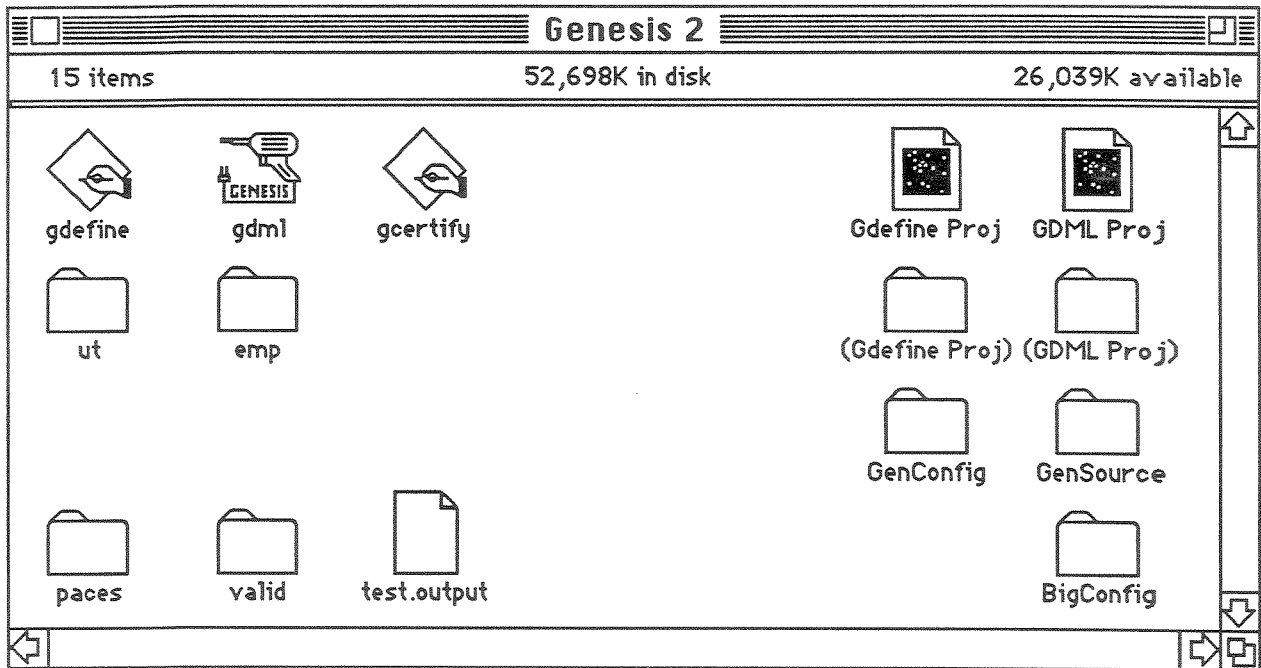 Genesis 2
15 items 52,698K in disk 26,039K available
GENESIS
gdefine gdml gcertify Gdefine Proj GDML Proj
ut emp (Gdefine Proj) (GDML Proj)
GenConfig GenSource
paces valid test.output BigConfig